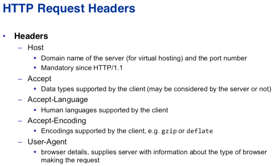 HTTP Request Headers
• Headers
– Host
• Domain name of the server (for virtual hosting) and the port number
• Mandatory since HTTP/1.1
– Accept
• Data types supported by the client (may be considered by the server or not)
– Accept-Language
• Human languages supported by the client
– Accept-Encoding
• Encodings supported by the client, e.g. gzip or deflate
– User-Agent
• browser details, supplies server with information about the type of browser
making the request